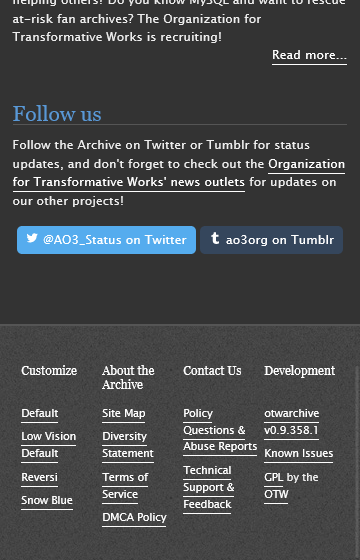 helping others? Do you know MySQL and want to rescue
at-risk fan archives? The Organization for
Transformative Works is recruiting!
Read more...
Follow us
Follow the Archive on Twitter or Tumblr for status
updates, and don't forget to check out the Organization
for Transformative Works' news outlets for updates on
our other projects!
@AO3_Status on Twitter
ao3org on Tumblr
Customize
Default
Low Vision
Default
Reversi
Snow Blue
About the
Archive
Site Map
Diversity
Statement
Terms of
Service
DMCA Policy
Contact Us
Policy
Questions &
Abuse Reports
Technical
Support &
Feedback
Development
otwarchive
v0.9.358.1
Known Issues
GPL by the
OTW